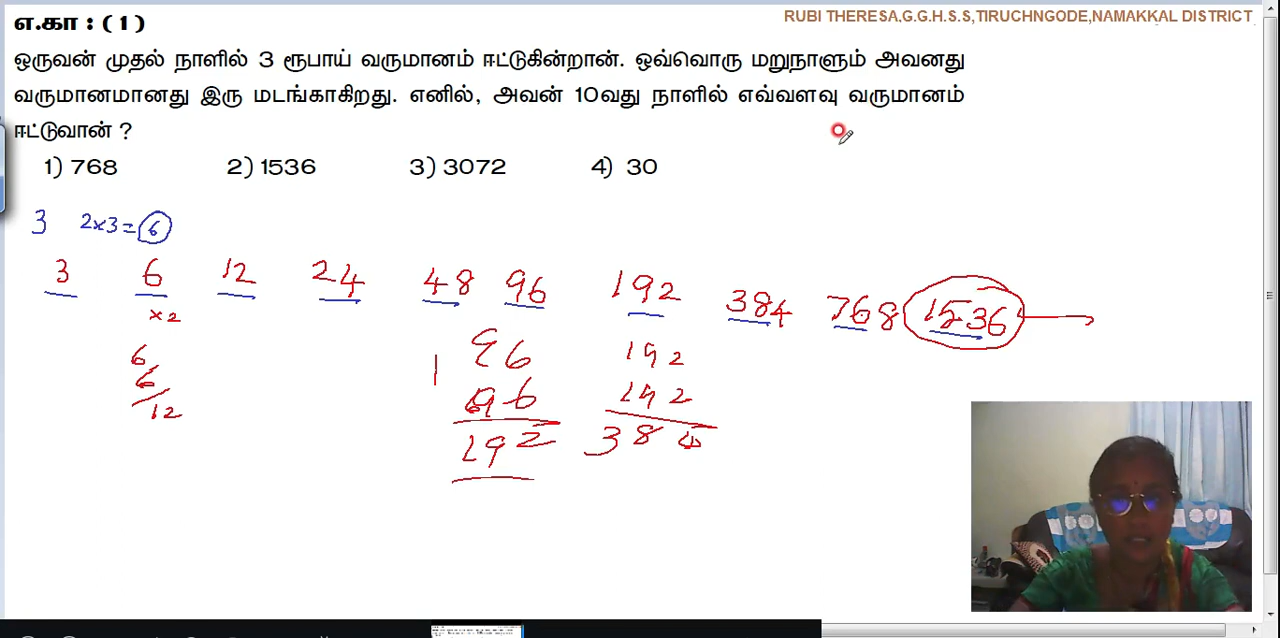 RUBI THERESA,G.G.H.S.S,TIRUCHNGODE,NAMAKKAL DISTRICT
எ.கா : ( 1 )
ஒருவன் முதல் நாளில் 3 ரூபாய் வருமானம் ஈட்டுகின்றான். ஒவ்வொரு மறுநாளும் அவனது
வருமானமானது இரு மடங்காகிறது. எனில், அவன் 10வது நாளில் எவ்வளவு வருமானம்
ஈட்டுவான் ?
1) 768 2) 1536 3) 3072 4) 30
3 2x3=6
3 6 12 24 48 96 192 384 768 1536
x2
6 1 96 192
6 96 192
12 192 384